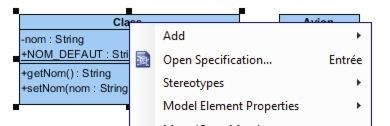 Class
Avion
-nom : String
+NOM_DEFAUT : Stri
+getNom() : String
+setNom(nom : String
Add
Open Specification... Entrée
Stereotypes
Model Element Properties